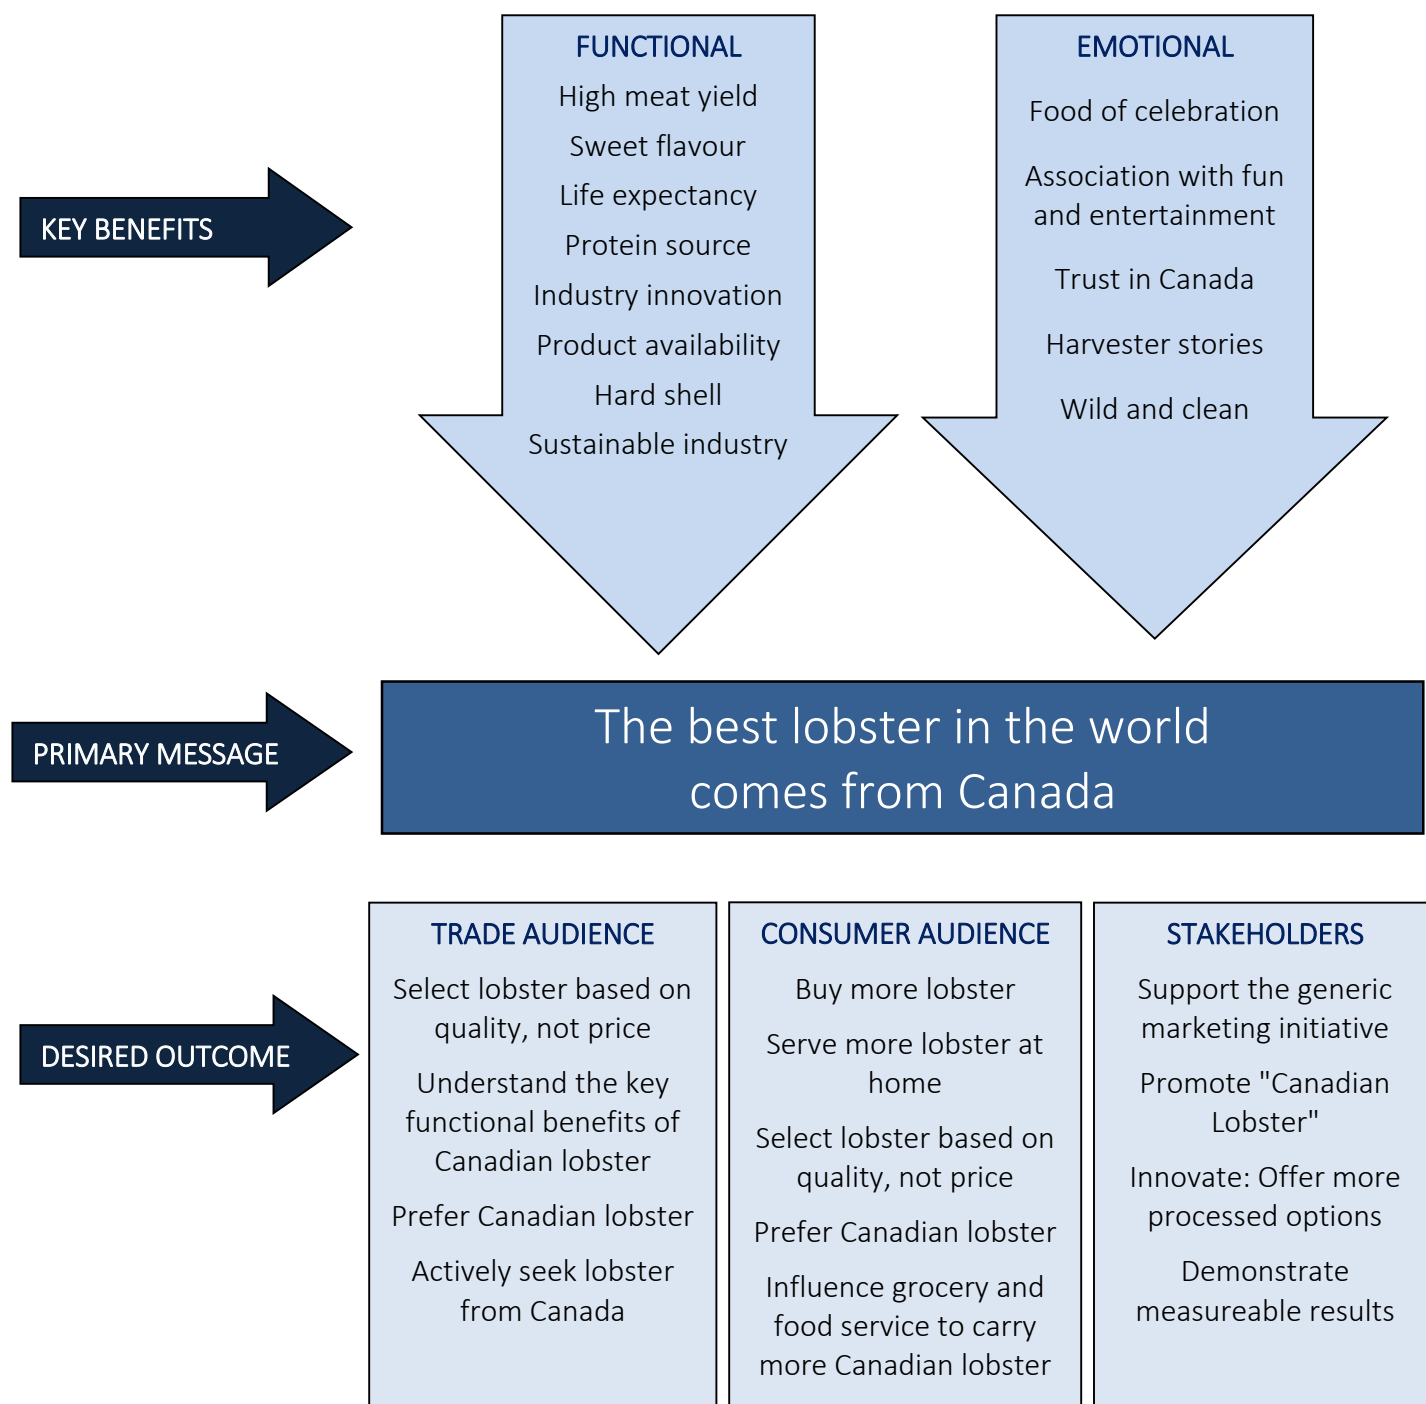 KEY BENEFITS
FUNCTIONAL
High meat yield
Sweet flavour
Life expectancy
Protein source
Industry innovation
Product availability
Hard shell
Sustainable industry
EMOTIONAL
Food of celebration
Association with fun
and entertainment
Trust in Canada
Harvester stories
Wild and clean
PRIMARY MESSAGE
The best lobster in the world
comes from Canada
DESIRED OUTCOME
TRADE AUDIENCE
Select lobster based on
quality, not price
Understand the key
functional benefits of
Canadian lobster
Prefer Canadian lobster
Actively seek lobster
from Canada
CONSUMER AUDIENCE
Buy more lobster
Serve more lobster at
home
Select lobster based on
quality, not price
Prefer Canadian lobster
Influence grocery and
food service to carry
more Canadian lobster
STAKEHOLDERS
Support the generic
marketing initiative
Promote "Canadian
Lobster"
Innovate: Offer more
processed options
Demonstrate
measureable results